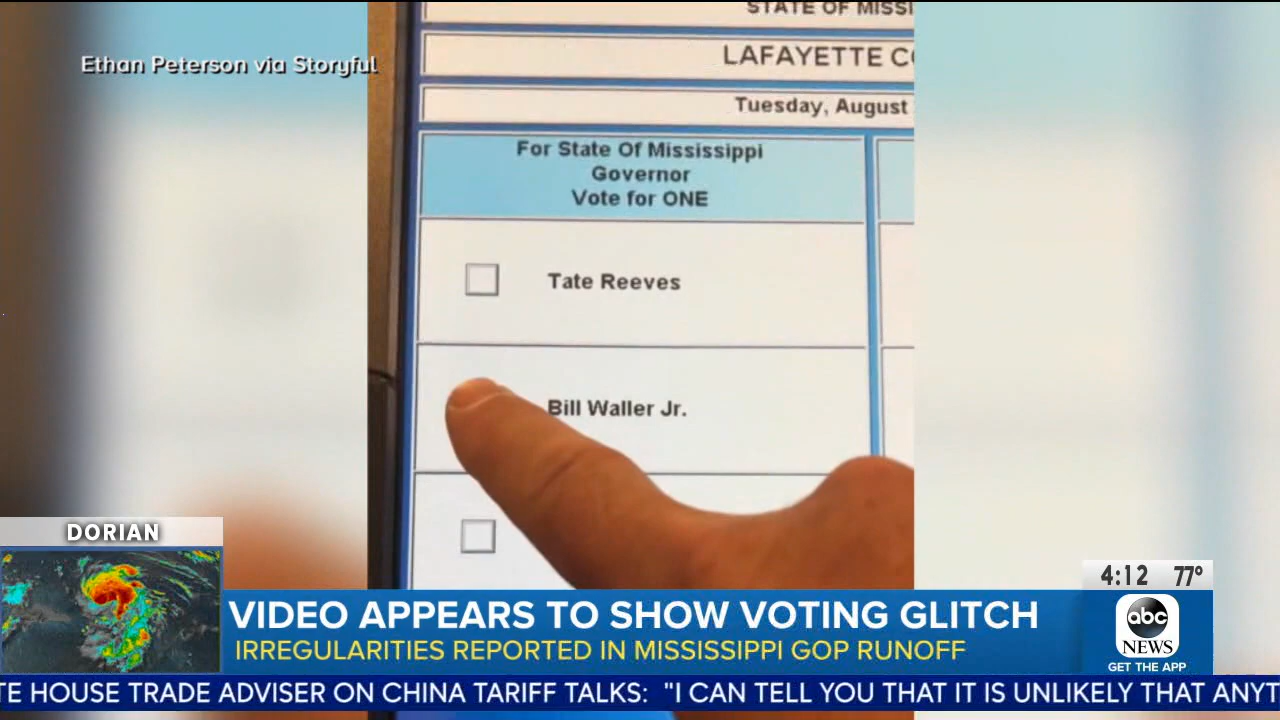 Ethan Peterson via Storyful
STATE OF MISSI
LAFAYETTE CO
Tuesday, August
For State Of Mississippi
Governor
Vote for ONE
Tate Reeves
Bill Waller Jr.
DORIAN
4:12 77°
VIDEO APPEARS TO SHOW VOTING GLITCH
IRREGULARITIES REPORTED IN MISSISSIPPI GOP RUNOFF
abc
NEWS
GET THE APP
TE HOUSE TRADE ADVISER ON CHINA TARIFF TALKS: "I CAN TELL YOU THAT IT IS UNLIKELY THAT ANYT